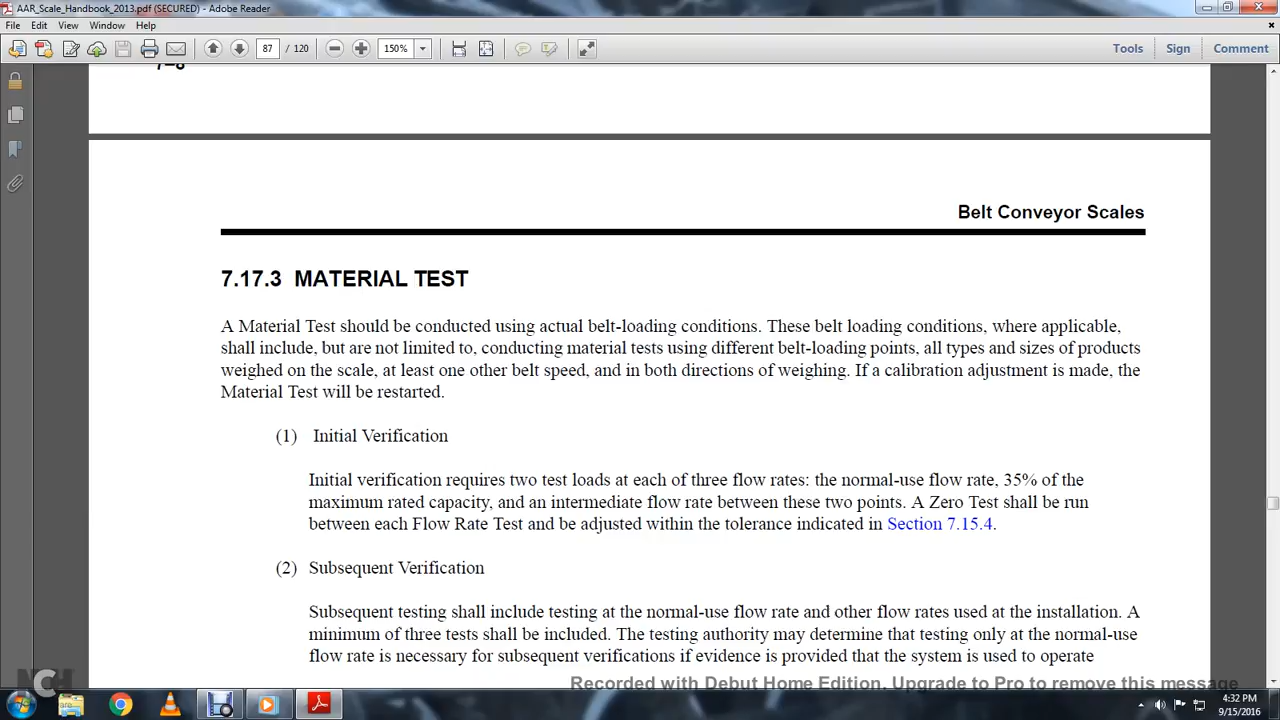 AAR_Scale_Handbook_2013.pdf (SECURED) - Adobe Reader
File Edit View Window Help
87 / 120 150% Tools Sign Comment
7-8
Belt Conveyor Scales
7.17.3 MATERIAL TEST
A Material Test should be conducted using actual belt-loading conditions. These belt loading conditions, where applicable,
shall include, but are not limited to, conducting material tests using different belt-loading points, all types and sizes of products
weighed on the scale, at least one other belt speed, and in both directions of weighing. If a calibration adjustment is made, the
Material Test will be restarted.
(1) Initial Verification
Initial verification requires two test loads at each of three flow rates: the normal-use flow rate, 35% of the
maximum rated capacity, and an intermediate flow rate between these two points. A Zero Test shall be run
between each Flow Rate Test and be adjusted within the tolerance indicated in Section 7.15.4.
(2) Subsequent Verification
Subsequent testing shall include testing at the normal-use flow rate and other flow rates used at the installation. A
minimum of three tests shall be included. The testing authority may determine that testing only at the normal-use
flow rate is necessary for subsequent verifications if evidence is provided that the system is used to operate
NCH
Recorded with Debut Home Edition. Upgrade to Pro to remove this message
4:32 PM
9/15/2016